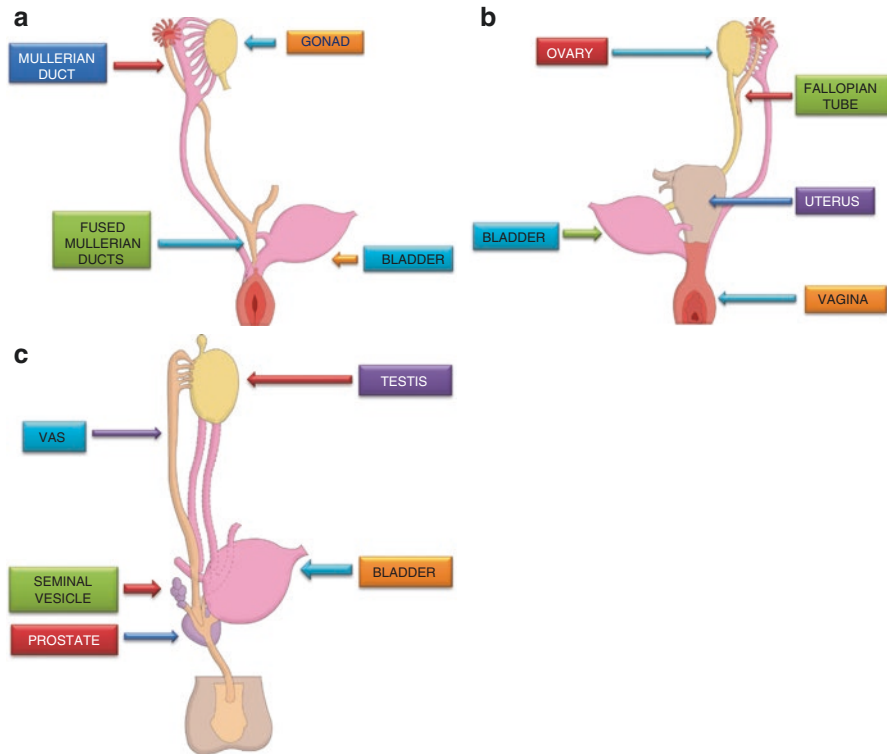 a
MULLERIAN
DUCT
GONAD
FUSED
MULLERIAN
DUCTS
BLADDER
b
OVARY
FALLOPIAN
TUBE
UTERUS
BLADDER
VAGINA
c
TESTIS
VAS
SEMINAL
VESICLE
BLADDER
PROSTATE